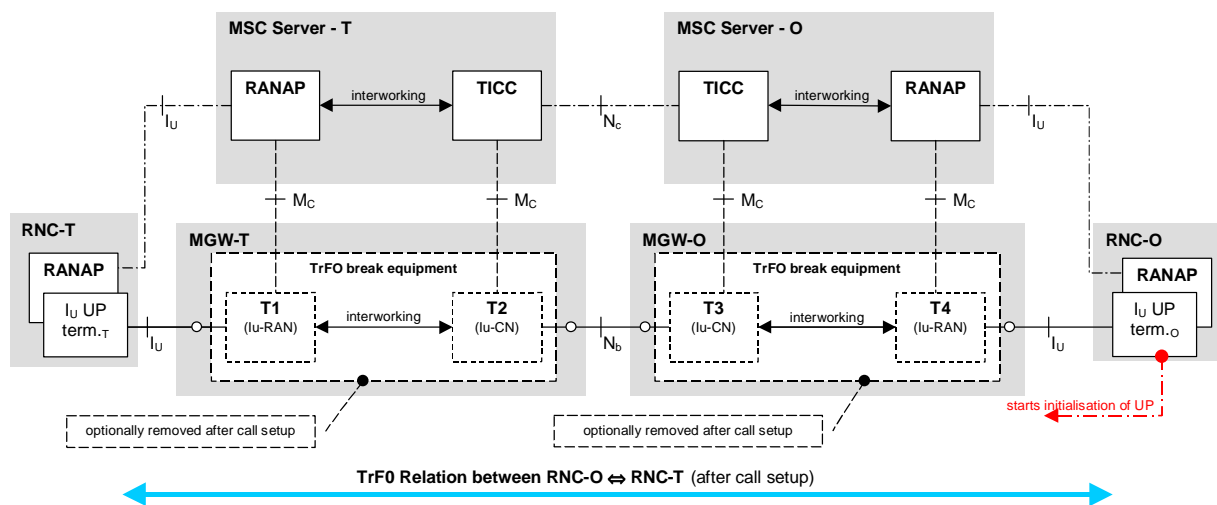 MSC Server - T
MSC Server - O
RANAP
interworking
TICC
TICC
interworking
RANAP
IU
Nc
IU
MC
MC
MC
MC
RNC-T
MGW-T
MGW-O
RNC-O
RANAP
TrFO break equipment
TrFO break equipment
RANAP
IU UP
term.T
T1
(Iu-RAN)
interworking
T2
(Iu-CN)
T3
(Iu-CN)
interworking
T4
(Iu-RAN)
IU UP
term.O
IU
Nb
IU
optionally removed after call setup
optionally removed after call setup
starts initialisation of UP
TrF0 Relation between RNC-O ⇔ RNC-T (after call setup)